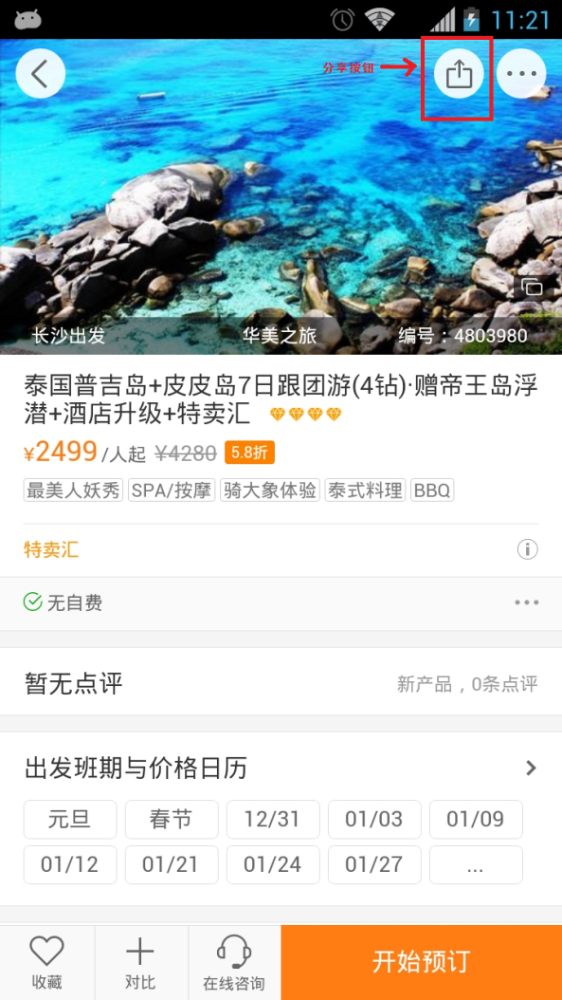 11:21
分享按钮
长沙出发 华美之旅 编号：4803980
泰国普吉岛+皮皮岛7日跟团游(4钻)·赠帝王岛浮
潜+酒店升级+特卖汇
¥2499/人起 ¥4280 5.8折
最美人妖秀 SPA/按摩 骑大象体验 泰式料理 BBQ
特卖汇
无自费
暂无点评 新产品，0条点评
出发班期与价格日历
元旦 春节 12/31 01/03 01/09
01/12 01/21 01/24 01/27 ...
收藏 对比 在线咨询 开始预订